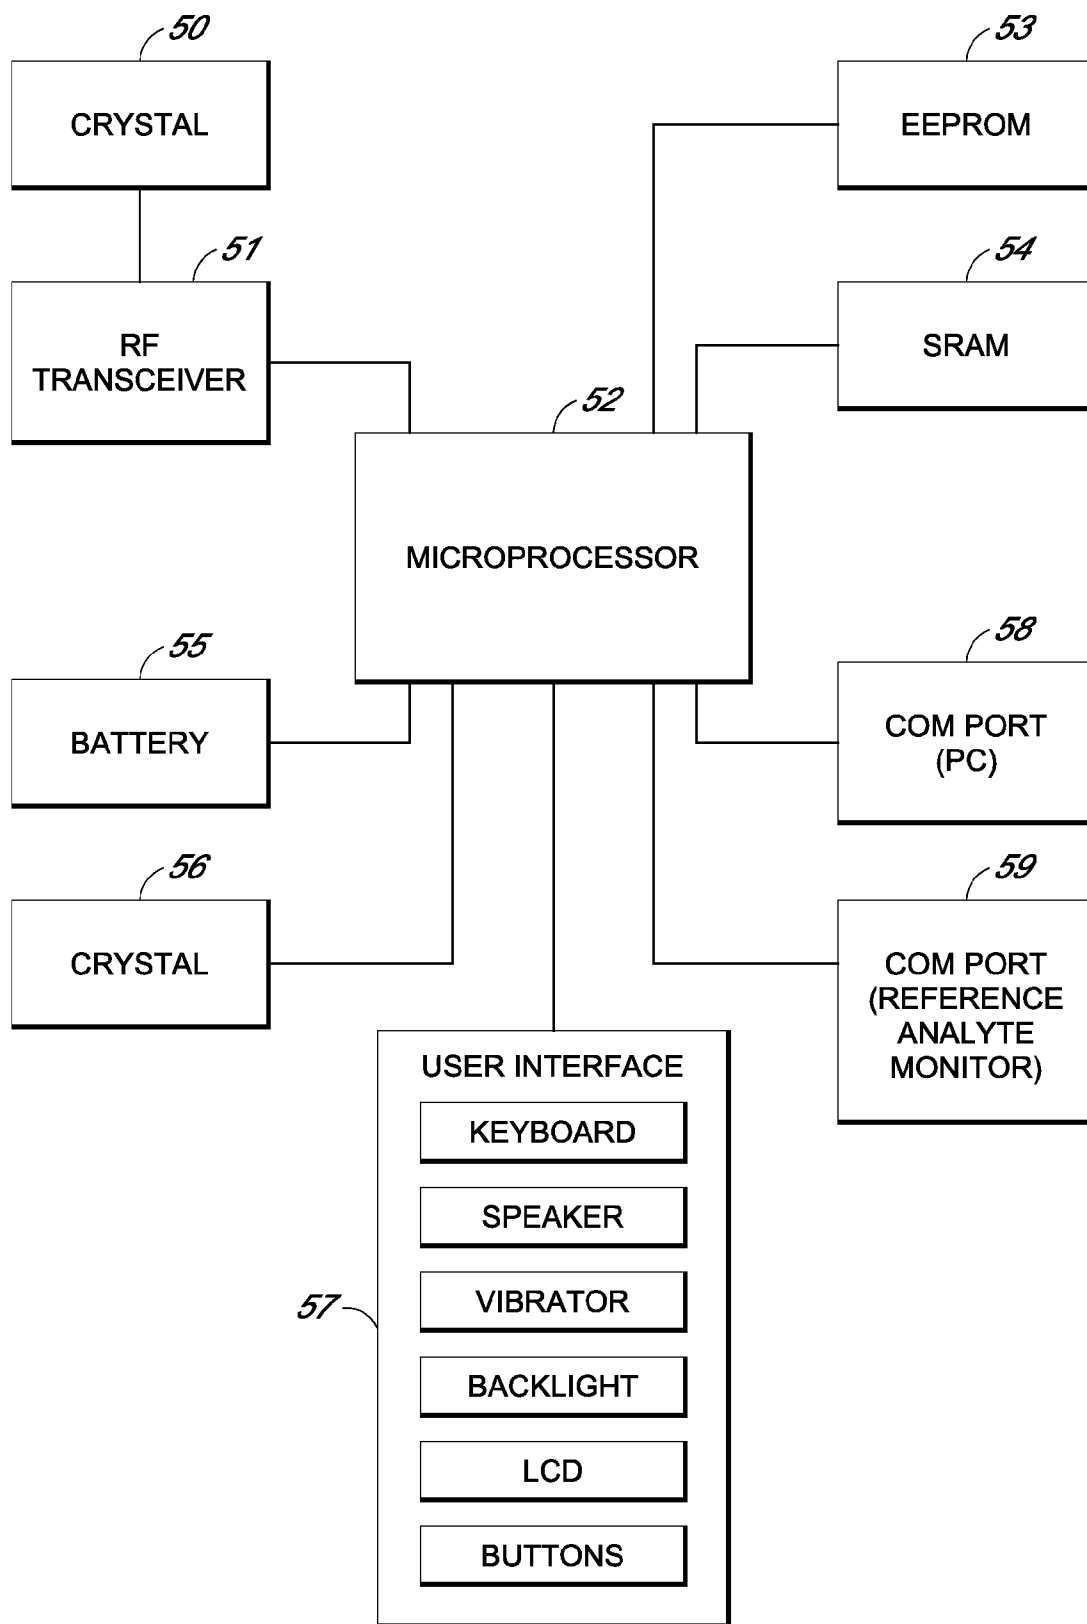 50
CRYSTAL
53
EEPROM
51
RF
TRANSCEIVER
54
SRAM
52
MICROPROCESSOR
55
BATTERY
58
COM PORT
(PC)
56
CRYSTAL
59
COM PORT
(REFERENCE
ANALYTE
MONITOR)
57
USER INTERFACE
KEYBOARD
SPEAKER
VIBRATOR
BACKLIGHT
LCD
BUTTONS